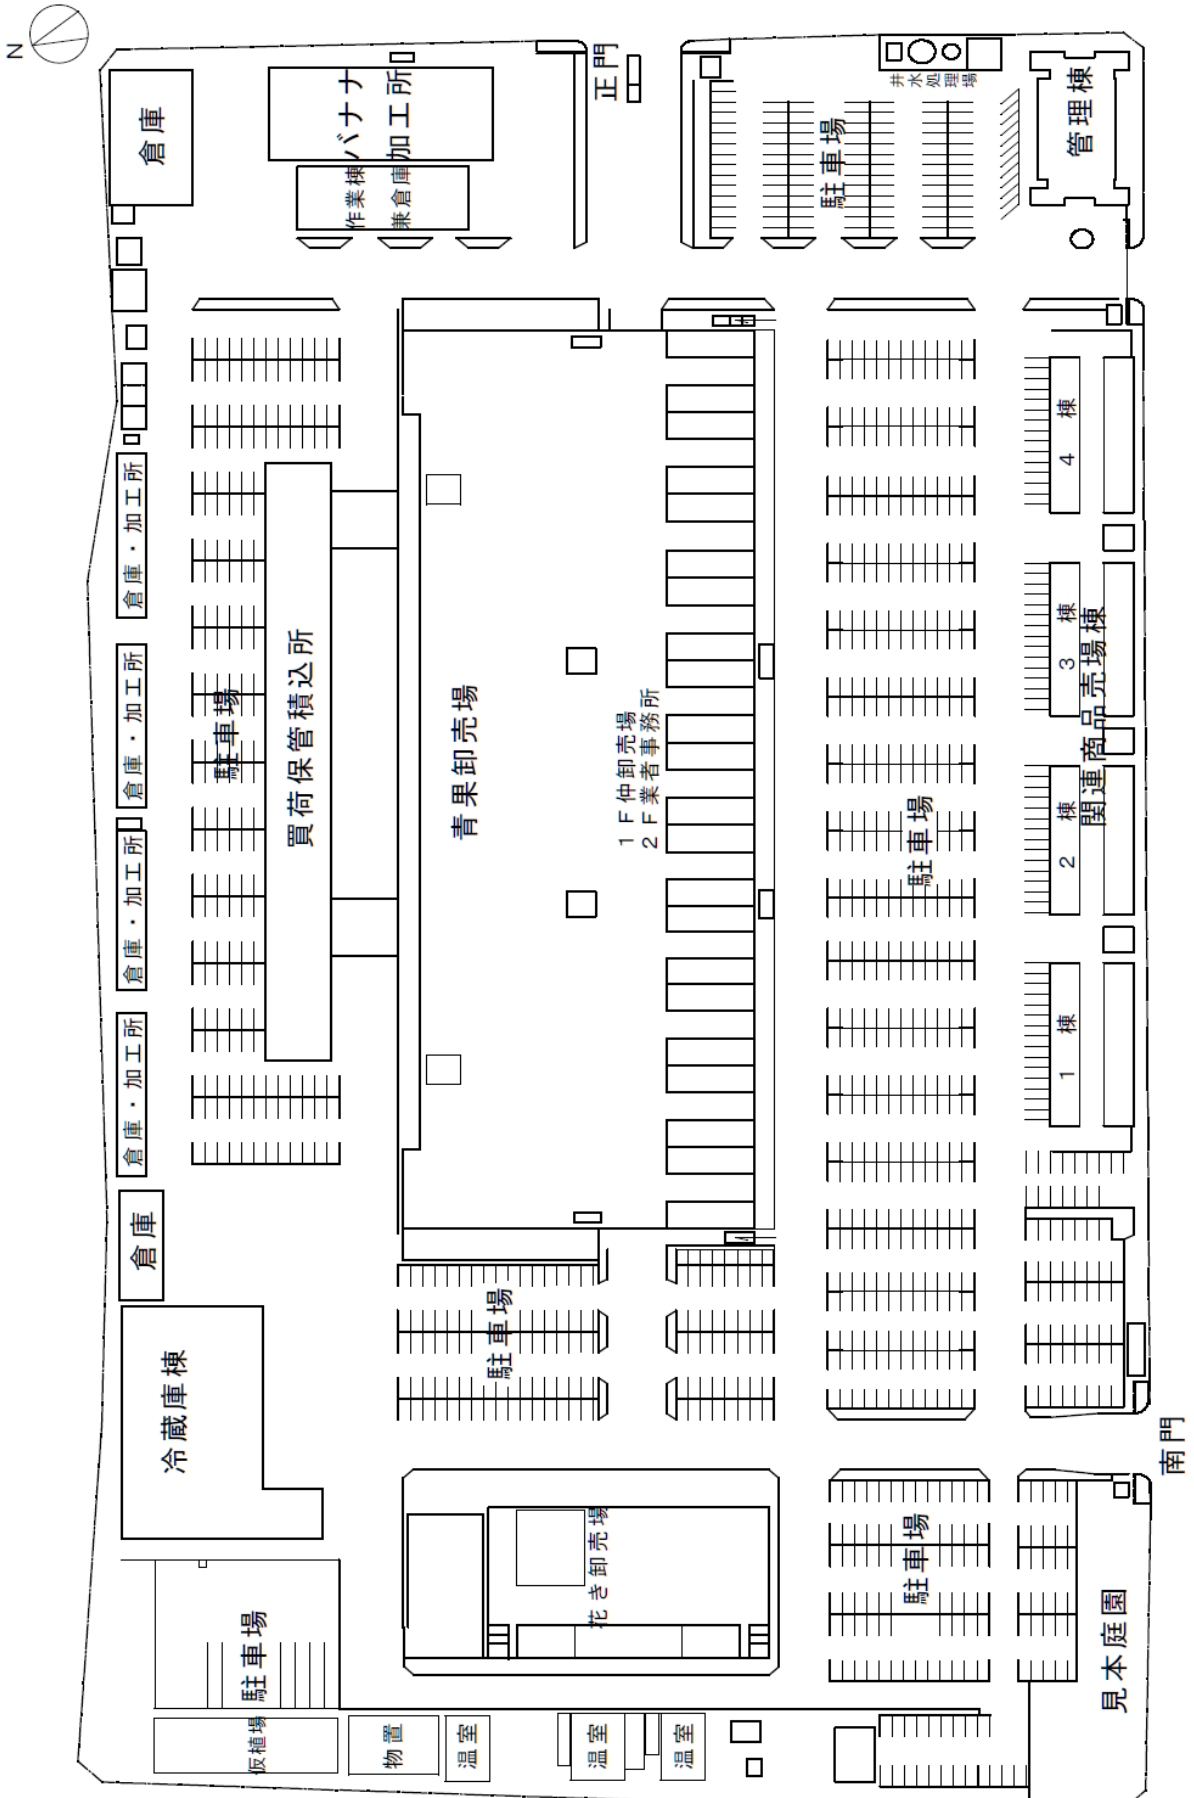 N
正門
倉庫
バナナ
加工所
作業棟
兼倉庫
駐車場
井水処理場
管理棟
倉庫・加工所
倉庫・加工所
倉庫・加工所
倉庫・加工所
駐車場
買荷保管積込所
青果卸売場
1F仲卸売場
2F業者事務所
駐車場
4棟
3棟
2棟
1棟
関連商品売場棟
倉庫
冷蔵庫棟
駐車場
南門
花き卸売場
駐車場
見本庭園
駐車場
仮植場
物置
温室
温室
温室